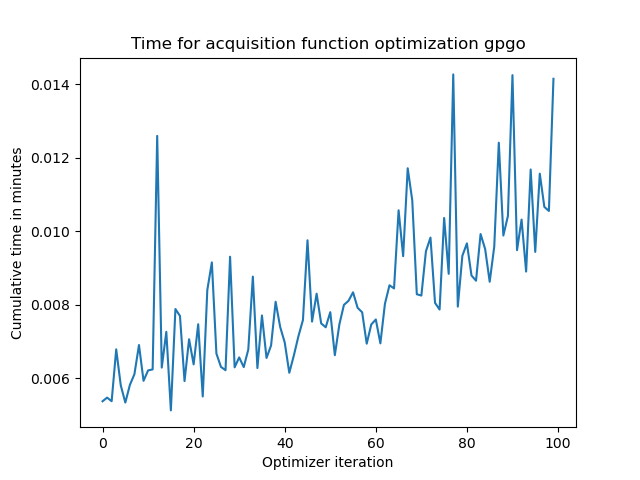 Time for acquisition function optimization gpgo
0.014
0.012
0.010
0.008
0.006
Cumulative time in minutes
0 20 40 60 80 100
Optimizer iteration